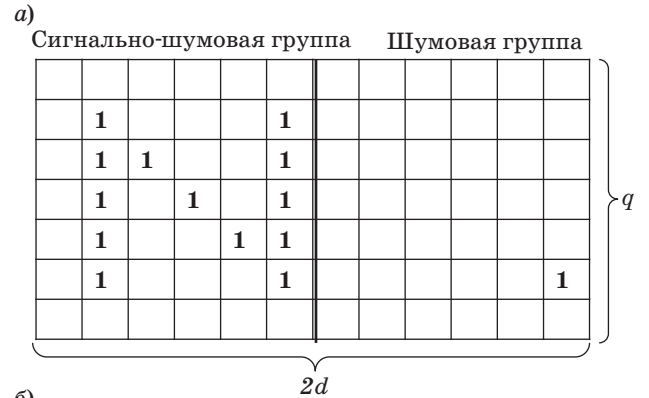 а)
Сигнально-шумовая группа Шумовая группа
1 1
1 1 1
1 1 1
1 1 1
1 1 1
q
2d
б)